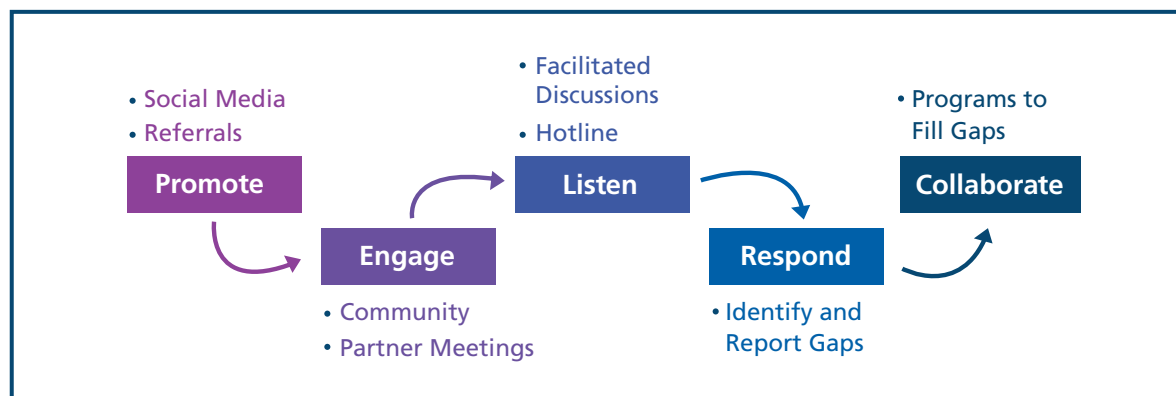 • Social Media
• Referrals
Promote
Engage
• Community
• Partner Meetings
• Facilitated
Discussions
• Hotline
Listen
Respond
• Identify and
Report Gaps
• Programs to
Fill Gaps
Collaborate